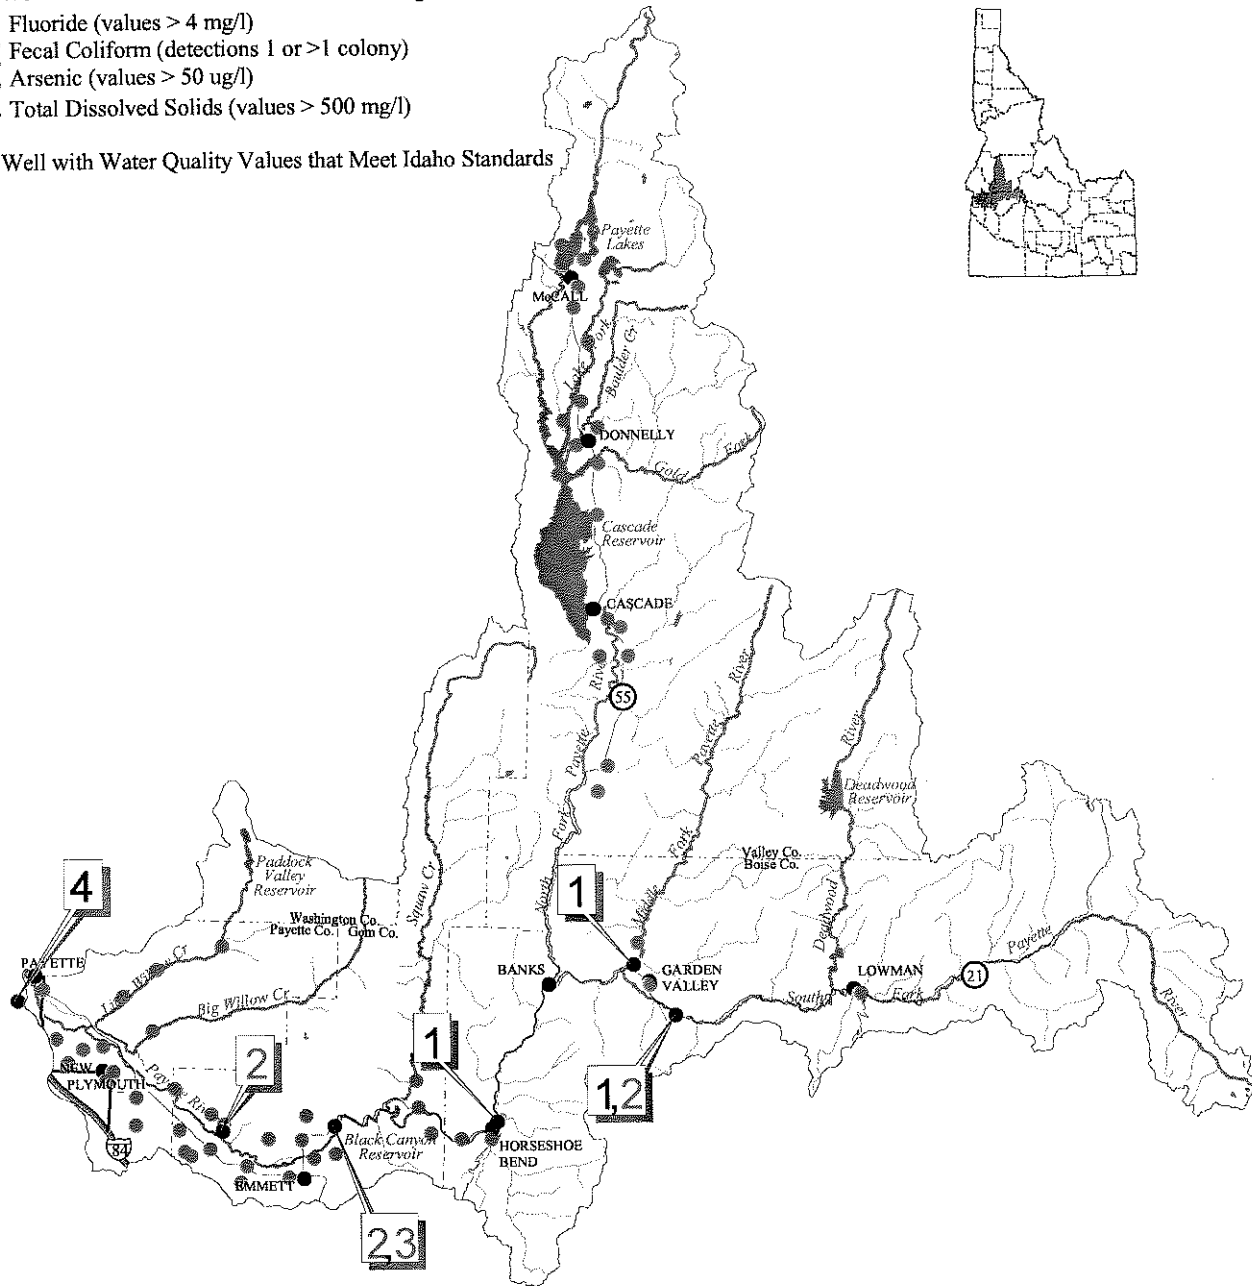 Fluoride (values > 4 mg/l)
Fecal Coliform (detections 1 or >1 colony)
Arsenic (values > 50 ug/l)
Total Dissolved Solids (values > 500 mg/l)
Well with Water Quality Values that Meet Idaho Standards
Payette
Lakes
McCALL
Lake
Fork
Boulder Cr
DONNELLY
Gold
Fork
Cascade
Reservoir
CASCADE
River
55
Payette
Fork
North
River
Payette
Fork
Middle
River
Deadwood
Reservoir
Deadwood
Valley Co.
Boise Co.
Paddock
Valley
Reservoir
Squaw Cr
Washington Co.
Payette Co.
Gem Co.
4
1
PAYETTE
Little Willow Cr
Big Willow Cr
BANKS
GARDEN
VALLEY
LOWMAN
21
South
Fork
Payette
River
1
2
1,2
NEW
PLYMOUTH
Payette River
84
Black Canyon
Reservoir
HORSESHOE
BEND
EMMETT
2,3